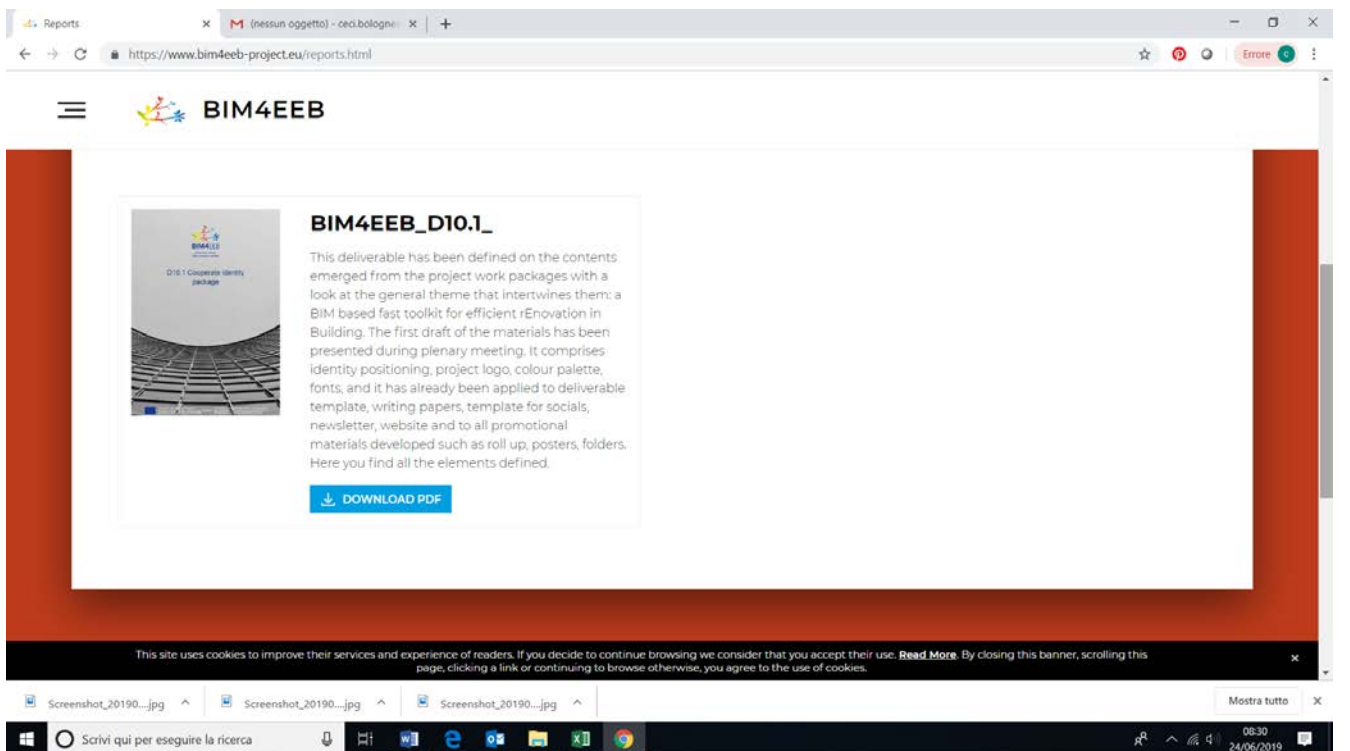 Reports
(nessun oggetto) - ceci.bologne
https://www.bim4eeb-project.eu/reports.html
Errore
c
BIM4EEB
BIM4EEB
D10.1 Cooperate identity
package
BIM4EEB_D10.1_
This deliverable has been defined on the contents
emerged from the project work packages with a
look at the general theme that intertwines them: a
BIM based fast toolkit for efficient rEnovation in
Building. The first draft of the materials has been
presented during plenary meeting. It comprises
identity positioning, project logo, colour palette,
fonts, and it has already been applied to deliverable
template, writing papers, template for socials,
newsletter, website and to all promotional
materials developed such as roll up, posters, folders.
Here you find all the elements defined.
DOWNLOAD PDF
This site uses cookies to improve their services and experience of readers. If you decide to continue browsing we consider that you accept their use. Read More. By closing this banner, scrolling this
page, clicking a link or continuing to browse otherwise, you agree to the use of cookies.
Screenshot_20190....jpg
Screenshot_20190....jpg
Screenshot_20190....jpg
Mostra tutto
Scrivi qui per eseguire la ricerca
08:30
24/06/2019